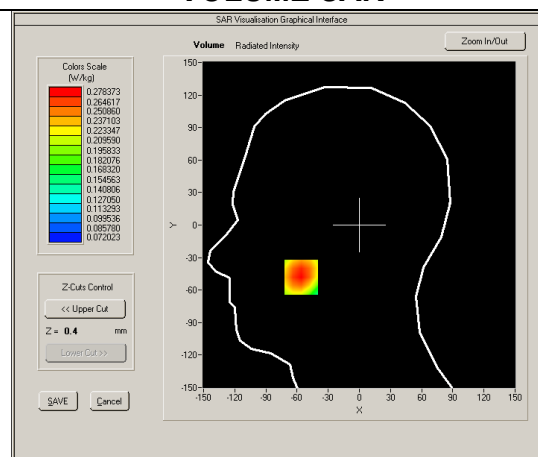 SAR Visualisation Graphical Interface
Volume Radiated Intensity
Zoom In/Out
Colors Scale
(W/kg)
0.278373
0.264617
0.250860
0.237103
0.223347
0.209590
0.195833
0.182076
0.168320
0.154563
0.140806
0.127050
0.113293
0.099536
0.085780
0.072023
Z-Cuts Control
<< Upper Cut
Z = 0.4 mm
Lower Cut >>
SAVE Cancel
150
120
90
60
30
0
-30
-60
-90
-120
-150
Y
-150 -120 -90 -60 -30 0 30 60 90 120 150
X